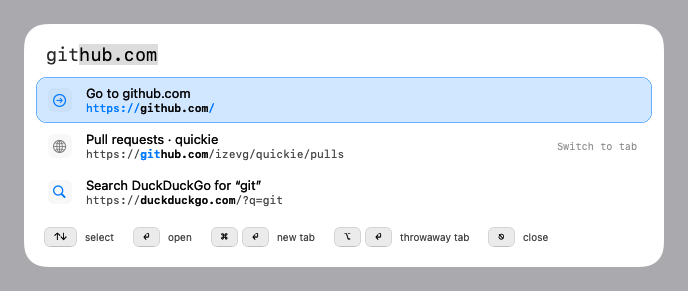 github.com
Go to github.com
https://github.com/
Pull requests · quickie
https://github.com/izevg/quickie/pulls
Switch to tab
Search DuckDuckGo for “git”
https://duckduckgo.com/?q=git
↑↓ select ⏎ open ⌘ ⏎ new tab ⌥ ⏎ throwaway tab ⎋ close